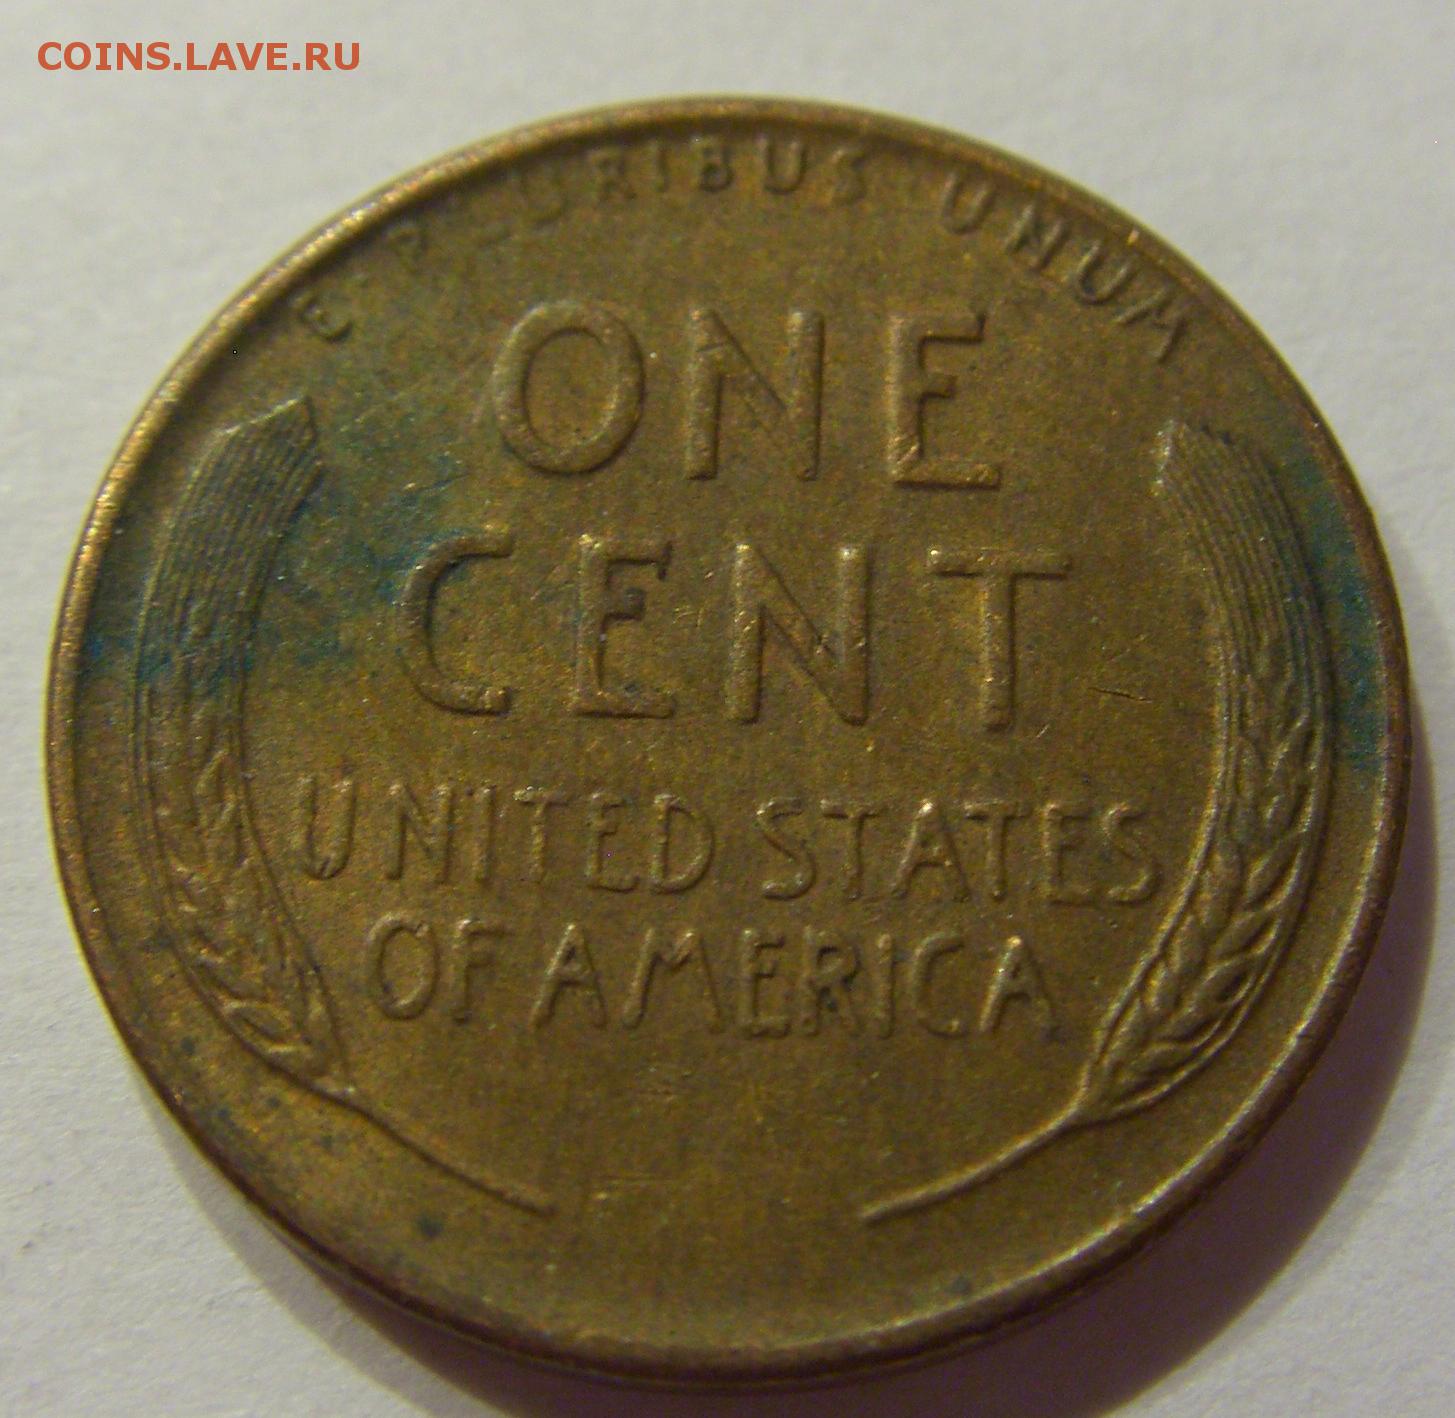 COINS.LAVE.RU
E PLURIBUS UNUM
ONE
CENT
UNITED STATES
OF AMERICA